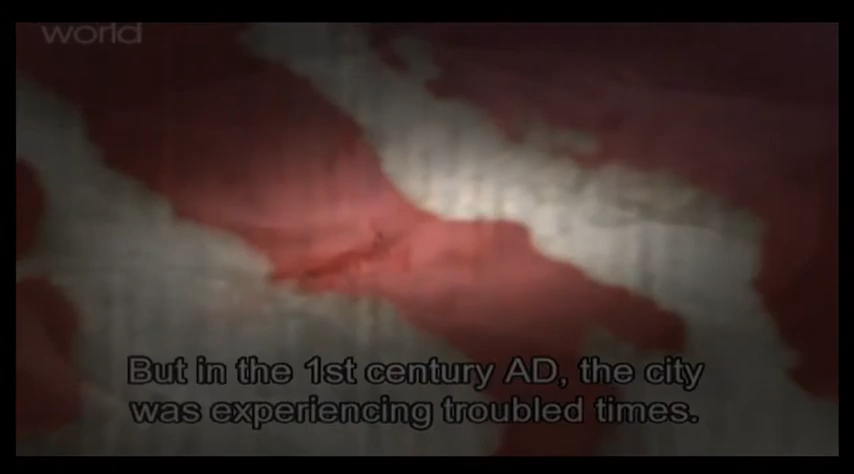 world
But in the 1st century AD, the city
was experiencing troubled times.